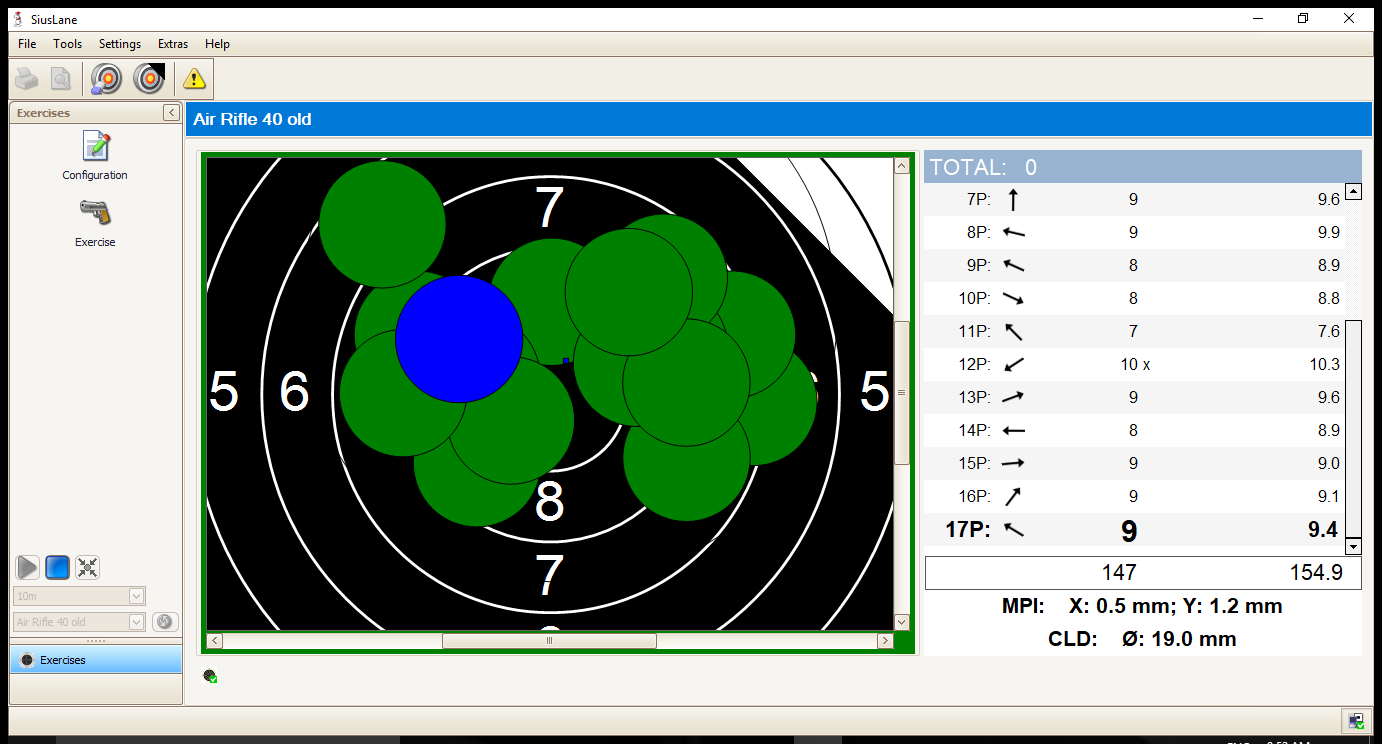 SiusLane
File Tools Settings Extras Help
Exercises
Configuration
Exercise
10m
Air Rifle 40 old
Exercises
Air Rifle 40 old
7
5 6 5
8
7
TOTAL: 0
7P: 9 9.6
8P: 9 9.9
9P: 8 8.9
10P: 8 8.8
11P: 7 7.6
12P: 10 x 10.3
13P: 9 9.6
14P: 8 8.9
15P: 9 9.0
16P: 9 9.1
17P: 9 9.4
147 154.9
MPI: X: 0.5 mm; Y: 1.2 mm
CLD: Ø: 19.0 mm